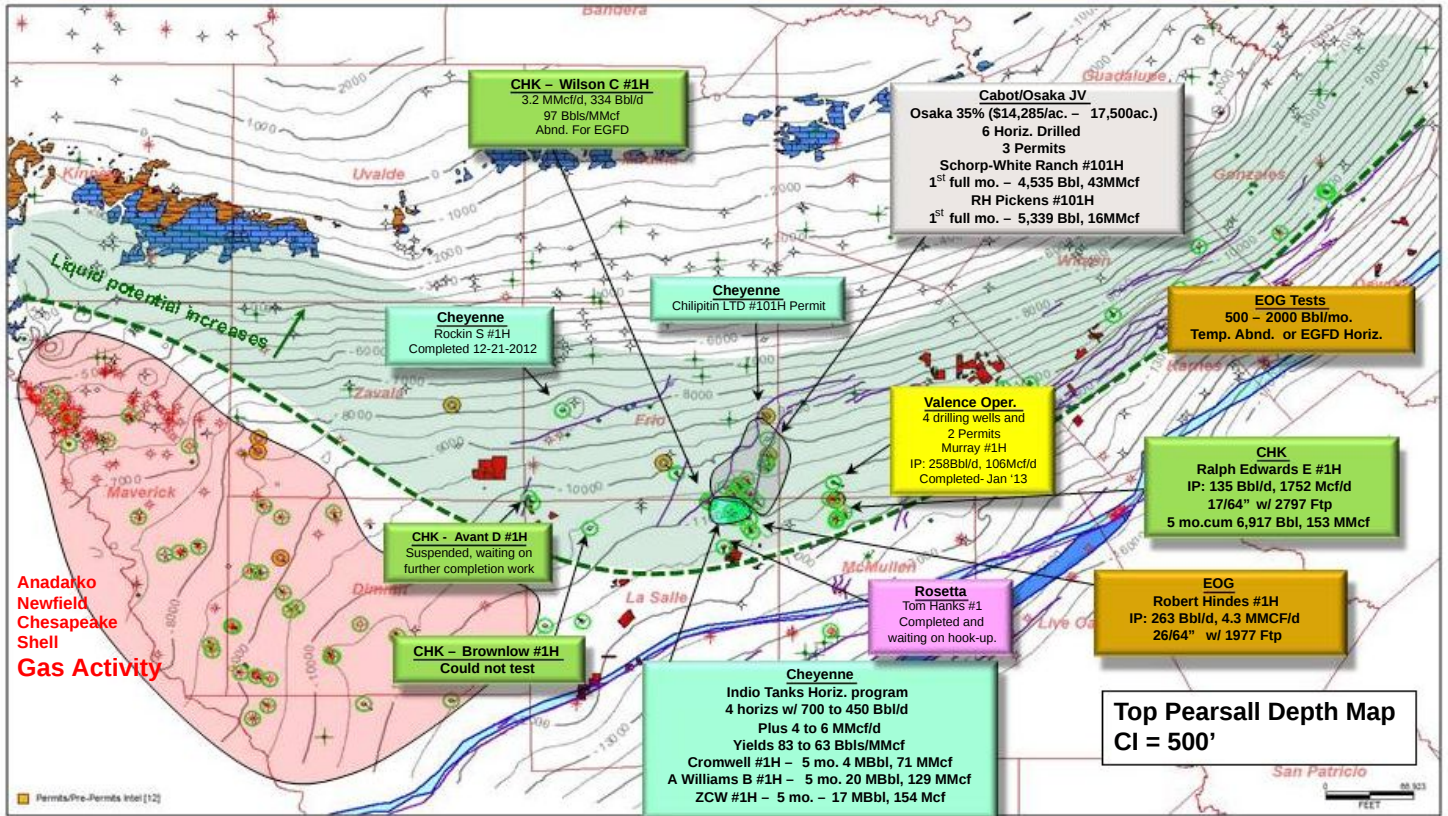 Bandera
Guadalupe
CHK – Wilson C #1H
3.2 MMcf/d, 334 Bbl/d
97 Bbls/MMcf
Abnd. For EGFD
Cabot/Osaka JV
Osaka 35% ($14,285/ac. – 17,500ac.)
6 Horiz. Drilled
3 Permits
Schorp-White Ranch #101H
1st full mo. – 4,535 Bbl, 43MMcf
RH Pickens #101H
1st full mo. – 5,339 Bbl, 16MMcf
Uvalde
Gonzales
Liquid potential increases
Cheyenne
Chilipitin LTD #101H Permit
Cheyenne
Rockin S #1H
Completed 12-21-2012
EOG Tests
500 – 2000 Bbl/mo.
Temp. Abnd. or EGFD Horiz.
Wilson
Karnes
Zavala
Frio
Valence Oper.
4 drilling wells and
2 Permits
Murray #1H
IP: 258Bbl/d, 106Mcf/d
Completed- Jan ‘13
CHK
Ralph Edwards E #1H
IP: 135 Bbl/d, 1752 Mcf/d
17/64” w/ 2797 Ftp
5 mo.cum 6,917 Bbl, 153 MMcf
Maverick
CHK - Avant D #1H
Suspended, waiting on
further completion work
McMullen
Dimmit
La Salle
Live Oa
Rosetta
Tom Hanks #1
Completed and
waiting on hook-up.
EOG
Robert Hindes #1H
IP: 263 Bbl/d, 4.3 MMCF/d
26/64” w/ 1977 Ftp
Anadarko
Newfield
Chesapeake
Shell
Gas Activity
CHK – Brownlow #1H
Could not test
Cheyenne
Indio Tanks Horiz. program
4 horizs w/ 700 to 450 Bbl/d
Plus 4 to 6 MMcf/d
Yields 83 to 63 Bbls/MMcf
Cromwell #1H – 5 mo. 4 MBbl, 71 MMcf
A Williams B #1H – 5 mo. 20 MBbl, 129 MMcf
ZCW #1H – 5 mo. – 17 MBbl, 154 Mcf
Top Pearsall Depth Map
CI = 500’
San Patricio
Permits/Pre-Permits Intel [12]
FEET